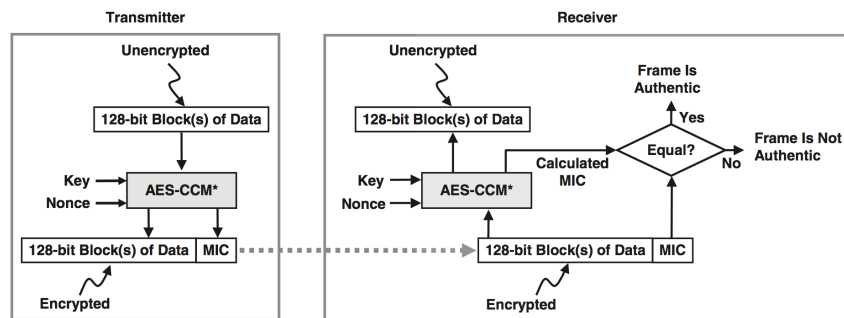 Transmitter
Unencrypted
128-bit Block(s) of Data
Key
Nonce
AES-CCM*
128-bit Block(s) of Data MIC
Encrypted
Receiver
Unencrypted
128-bit Block(s) of Data
Key
Nonce
AES-CCM*
Calculated
MIC
Frame Is
Authentic
Yes
Equal?
No
Frame Is Not
Authentic
128-bit Block(s) of Data MIC
Encrypted